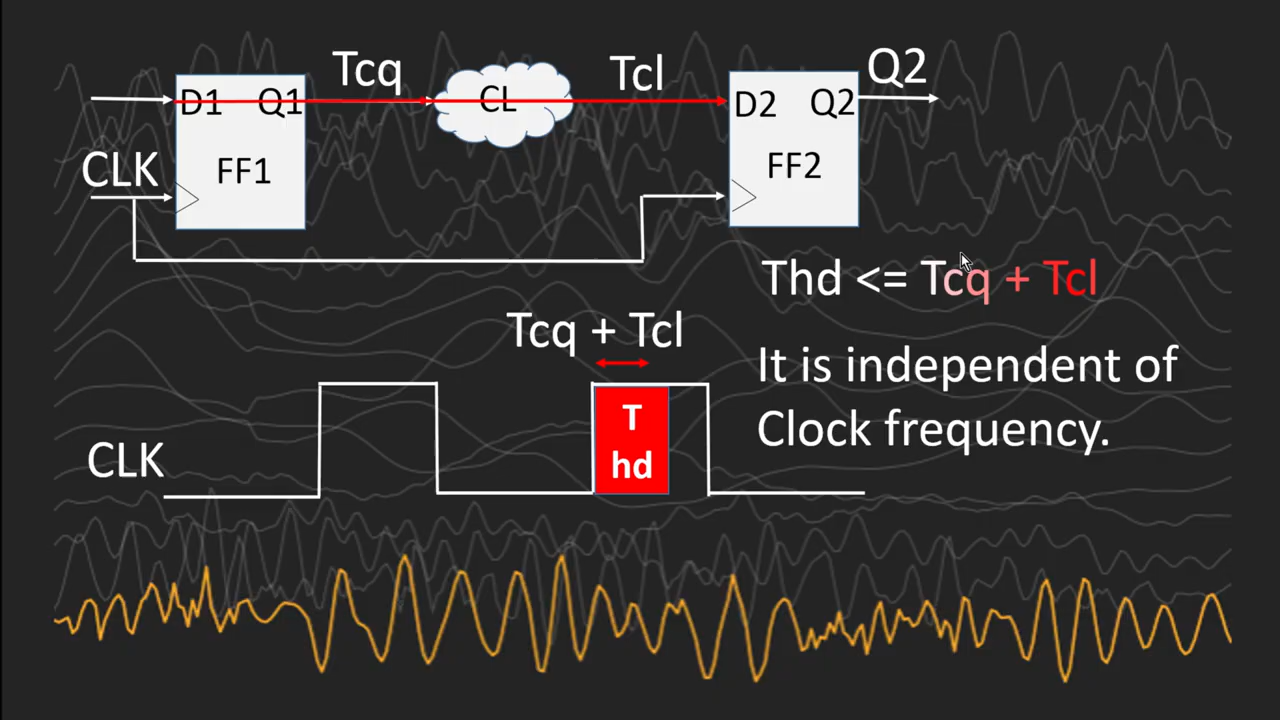 Tcq
Tcl
Q2
D1 Q1
CL
D2 Q2
CLK
FF1
FF2
Thd <= Tcq + Tcl
Tcq + Tcl
It is independent of
Clock frequency.
T
hd
CLK